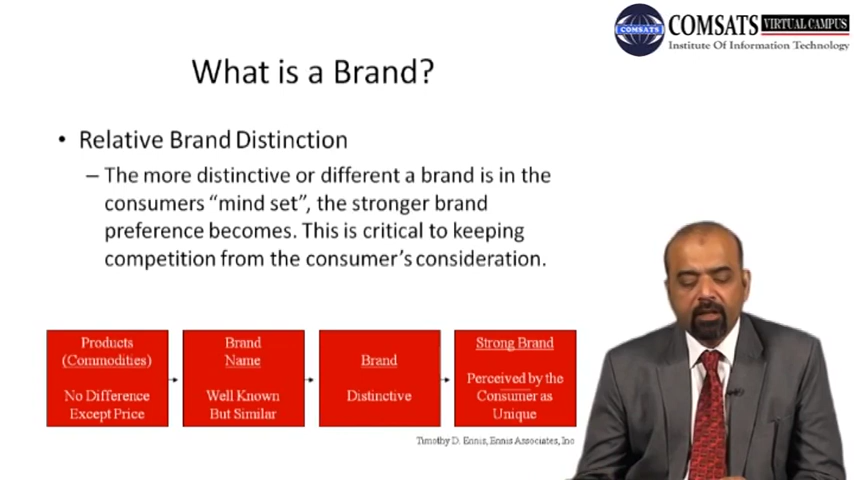 COMSATS
COMSATS VIRTUAL CAMPUS
Institute Of Information Technology
What is a Brand?
• Relative Brand Distinction
– The more distinctive or different a brand is in the
consumers “mind set”, the stronger brand
preference becomes. This is critical to keeping
competition from the consumer’s consideration.
Products
(Commodities)
No Difference
Except Price
Brand
Name
Well Known
But Similar
Brand
Distinctive
Strong Brand
Perceived by the
Consumer as
Unique
Timothy D. Ennis, Ennis Associates, Inc